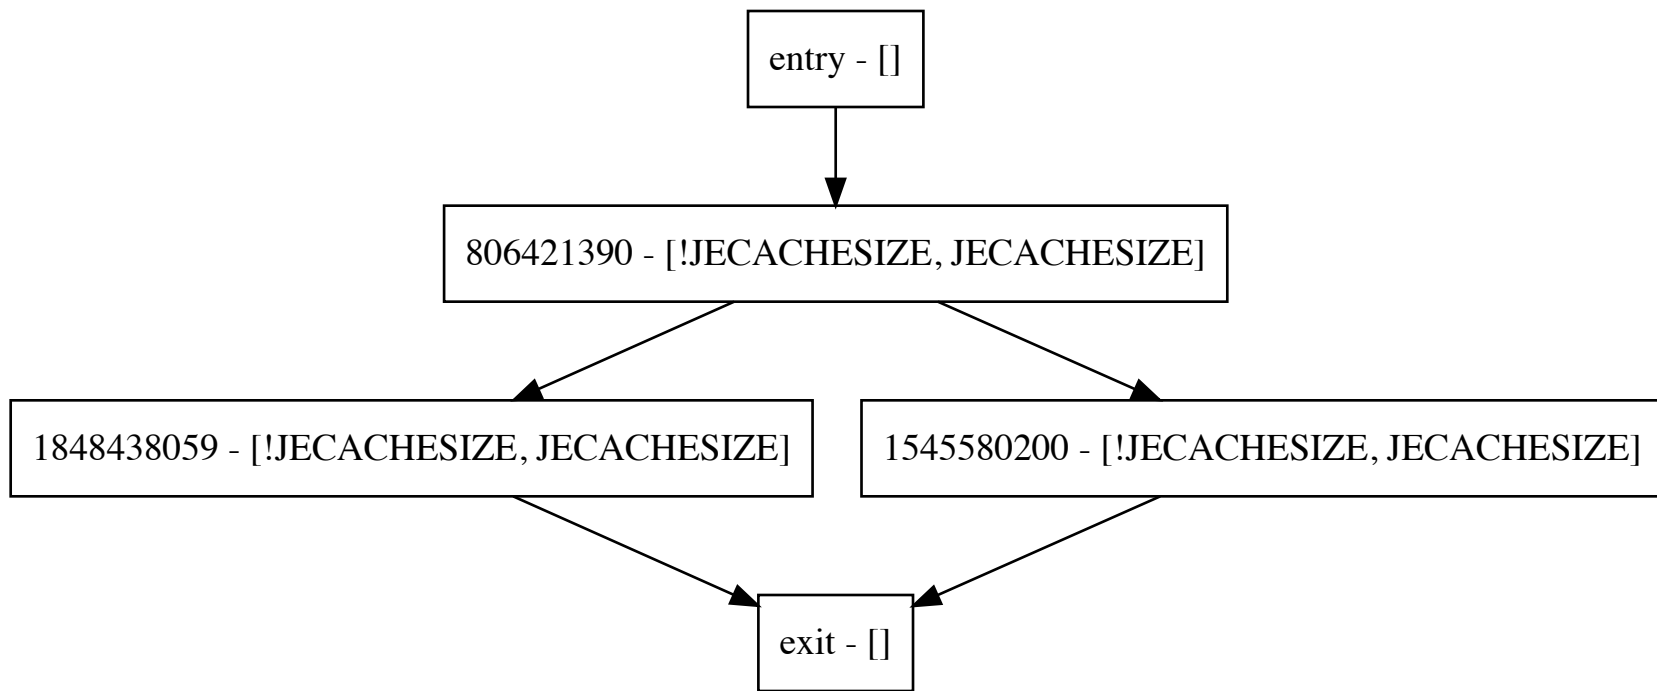 entry - []
806421390 - [!JECACHESIZE, JECACHESIZE]
1848438059 - [!JECACHESIZE, JECACHESIZE]
1545580200 - [!JECACHESIZE, JECACHESIZE]
exit - []